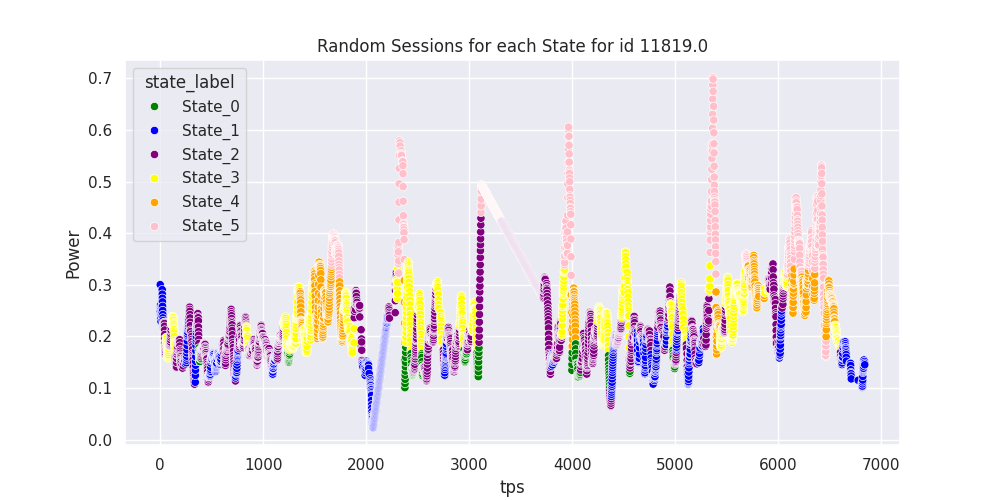 Random Sessions for each State for id 11819.0
state_label
State_0
State_1
State_2
State_3
State_4
State_5
Power
0.7
0.6
0.5
0.4
0.3
0.2
0.1
0.0
0 1000 2000 3000 4000 5000 6000 7000
tps